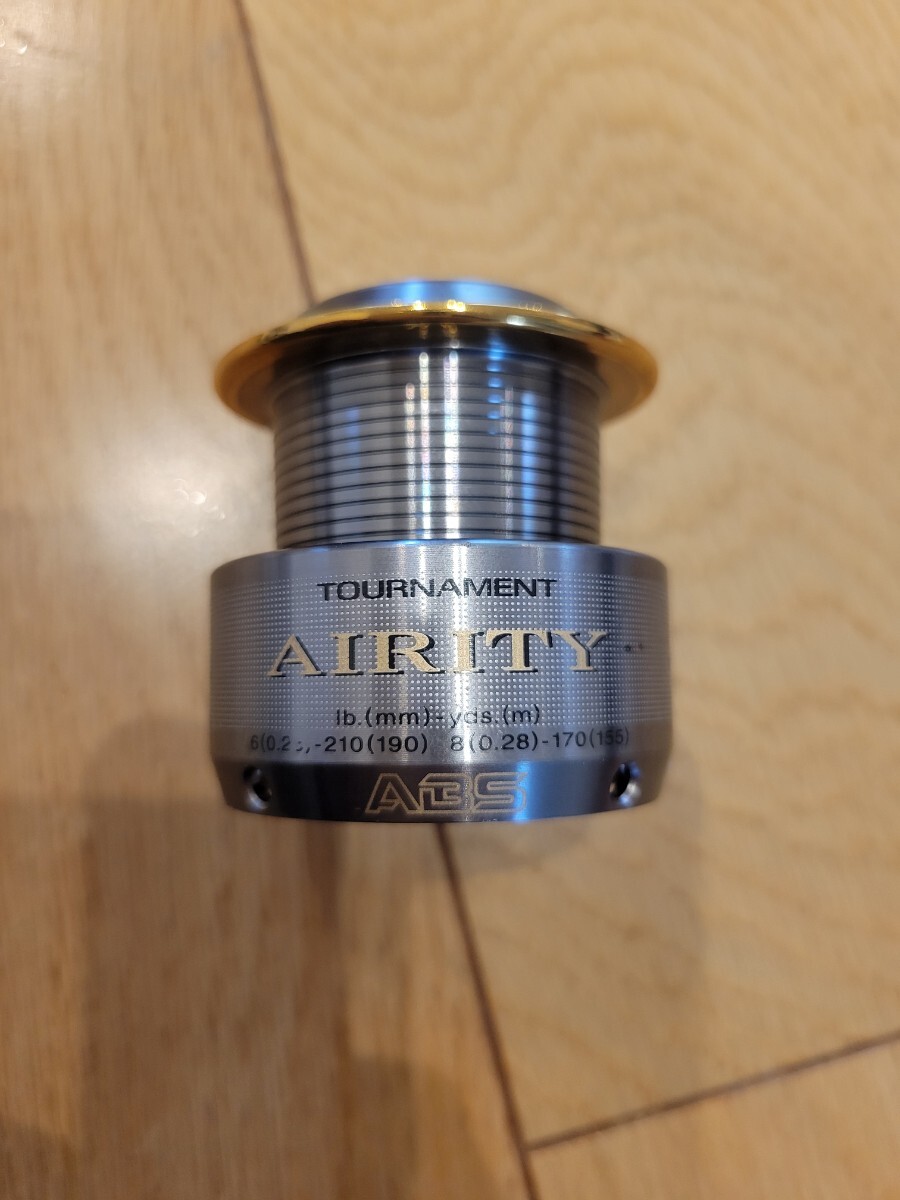 TOURNAMENT
AIRITY
lb.(mm)-yds.(m)
-210(190) 8(0.28)-170(155)
ABS